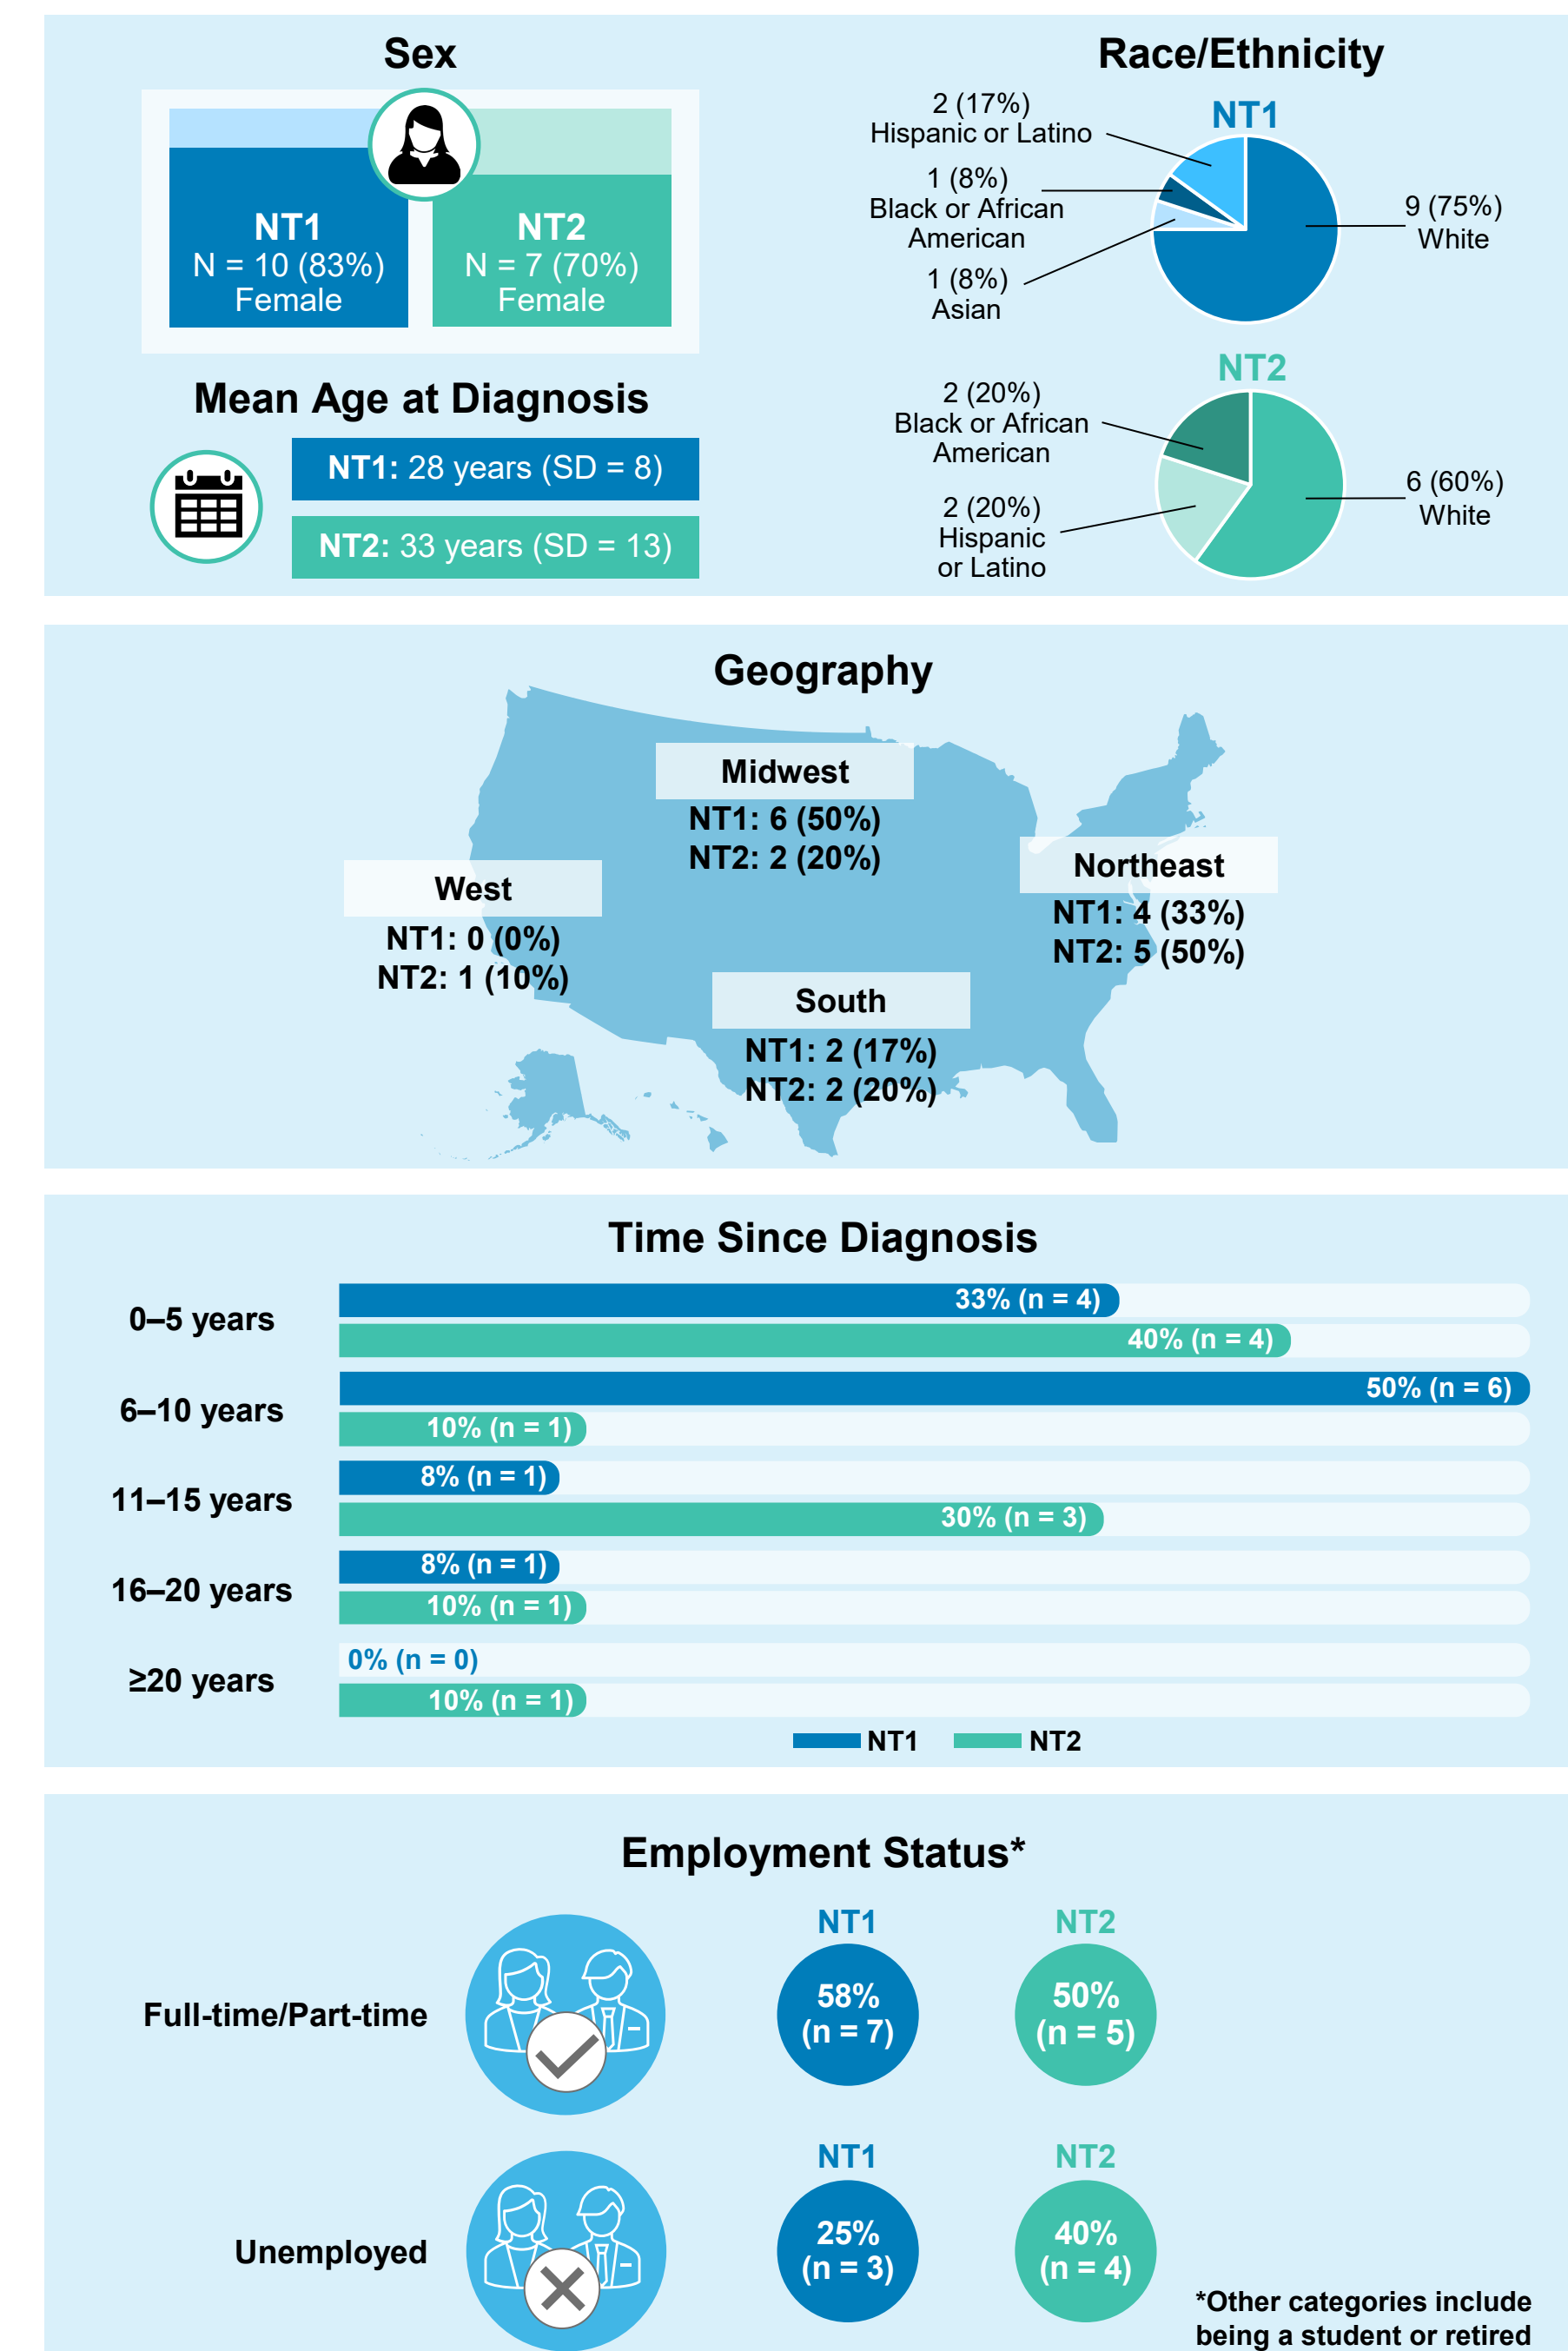 Sex
NT1
N = 10 (83%)
Female
NT2
N = 7 (70%)
Female
Mean Age at Diagnosis
NT1: 28 years (SD = 8)
NT2: 33 years (SD = 13)
Race/Ethnicity
NT1
2 (17%)
Hispanic or Latino
1 (8%)
Black or African
American
1 (8%)
Asian
9 (75%)
White
NT2
2 (20%)
Black or African
American
2 (20%)
Hispanic
or Latino
6 (60%)
White
Geography
Midwest
NT1: 6 (50%)
NT2: 2 (20%)
Northeast
NT1: 4 (33%)
NT2: 5 (50%)
West
NT1: 0 (0%)
NT2: 1 (10%)
South
NT1: 2 (17%)
NT2: 2 (20%)
Time Since Diagnosis
0–5 years
33% (n = 4)
40% (n = 4)
6–10 years
50% (n = 6)
10% (n = 1)
11–15 years
8% (n = 1)
30% (n = 3)
16–20 years
8% (n = 1)
10% (n = 1)
≥20 years
0% (n = 0)
10% (n = 1)
NT1 NT2
Employment Status*
Full-time/Part-time
NT1
58%
(n = 7)
NT2
50%
(n = 5)
Unemployed
NT1
25%
(n = 3)
NT2
40%
(n = 4)
*Other categories include
being a student or retired